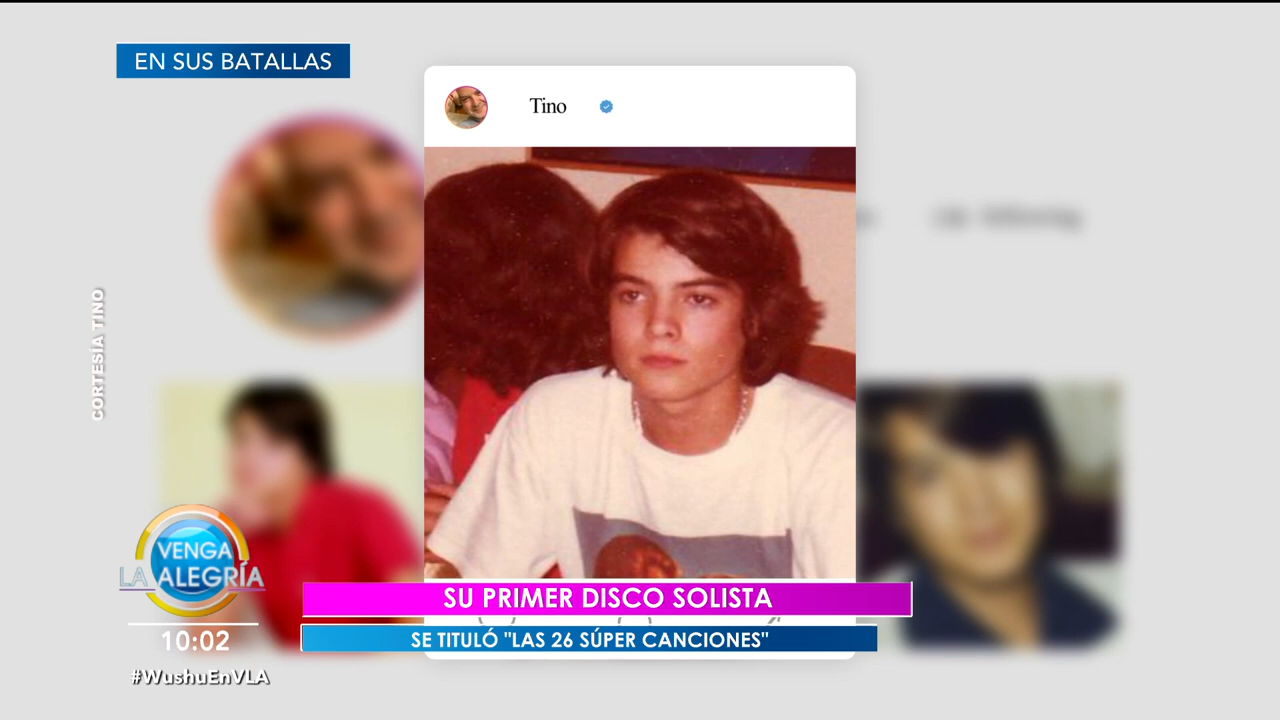 EN SUS BATALLAS
Tino
following
CORTESÍA TINO
VENGA
LA ALEGRÍA
SU PRIMER DISCO SOLISTA
SE TITULÓ "LAS 26 SÚPER CANCIONES"
10:02
#WushuEnVLA